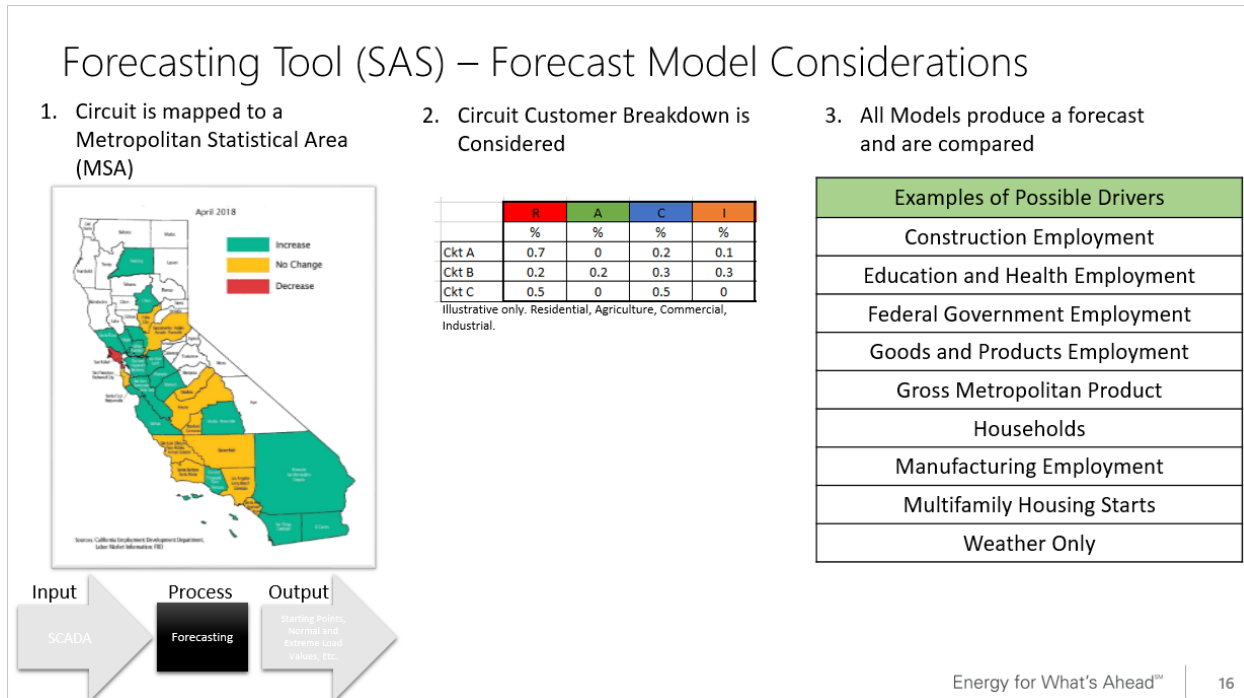 Forecasting Tool (SAS) – Forecast Model Considerations
1. Circuit is mapped to a
Metropolitan Statistical Area
(MSA)
April 2018
Increase
No Change
Decrease
Sources: California Employment Development Department,
Labor Market Information
2. Circuit Customer Breakdown is
Considered
R A C I
% % % %
Ckt A 0.7 0 0.2 0.1
Ckt B 0.2 0.2 0.3 0.3
Ckt C 0.5 0 0.5 0
Illustrative only. Residential, Agriculture, Commercial,
Industrial.
3. All Models produce a forecast
and are compared
Examples of Possible Drivers
Construction Employment
Education and Health Employment
Federal Government Employment
Goods and Products Employment
Gross Metropolitan Product
Households
Manufacturing Employment
Multifamily Housing Starts
Weather Only
Input
SCADA
Process
Forecasting
Output
Starting Points,
Normal and
Extreme Load
Values, Etc.
Energy for What's Ahead℠
16